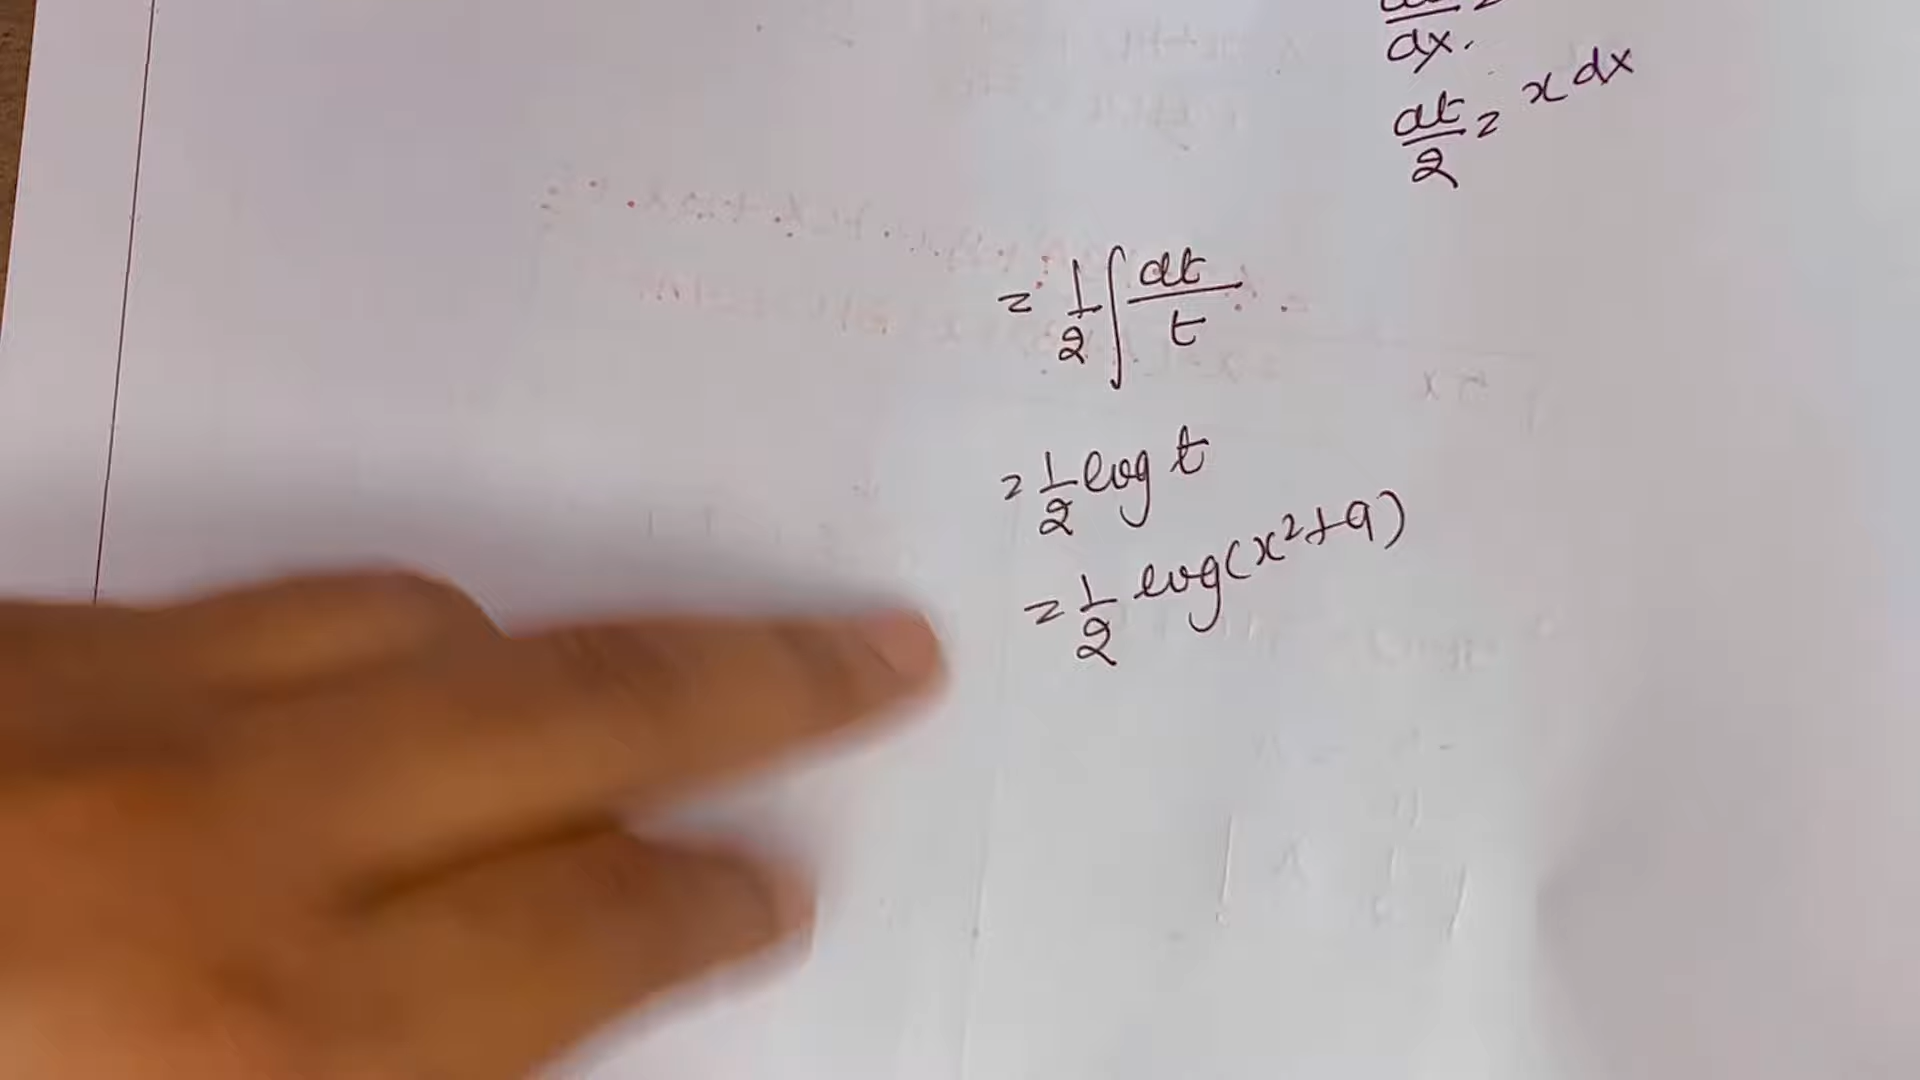 dx.
dt/2 = x dx
= 1/2 ∫ dt/t
= 1/2 log t
= 1/2 log(x²+9)